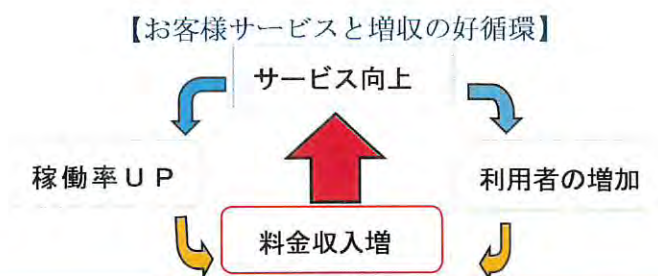 【お客様サービスと増収の好循環】
サービス向上
稼働率ＵＰ
利用者の増加
料金収入増